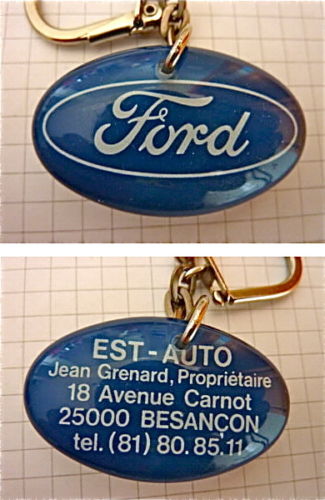 Ford
EST-AUTO
Jean Grenard, Propriétaire
18 Avenue Carnot
25000 BESANÇON
tel. (81) 80.85.11